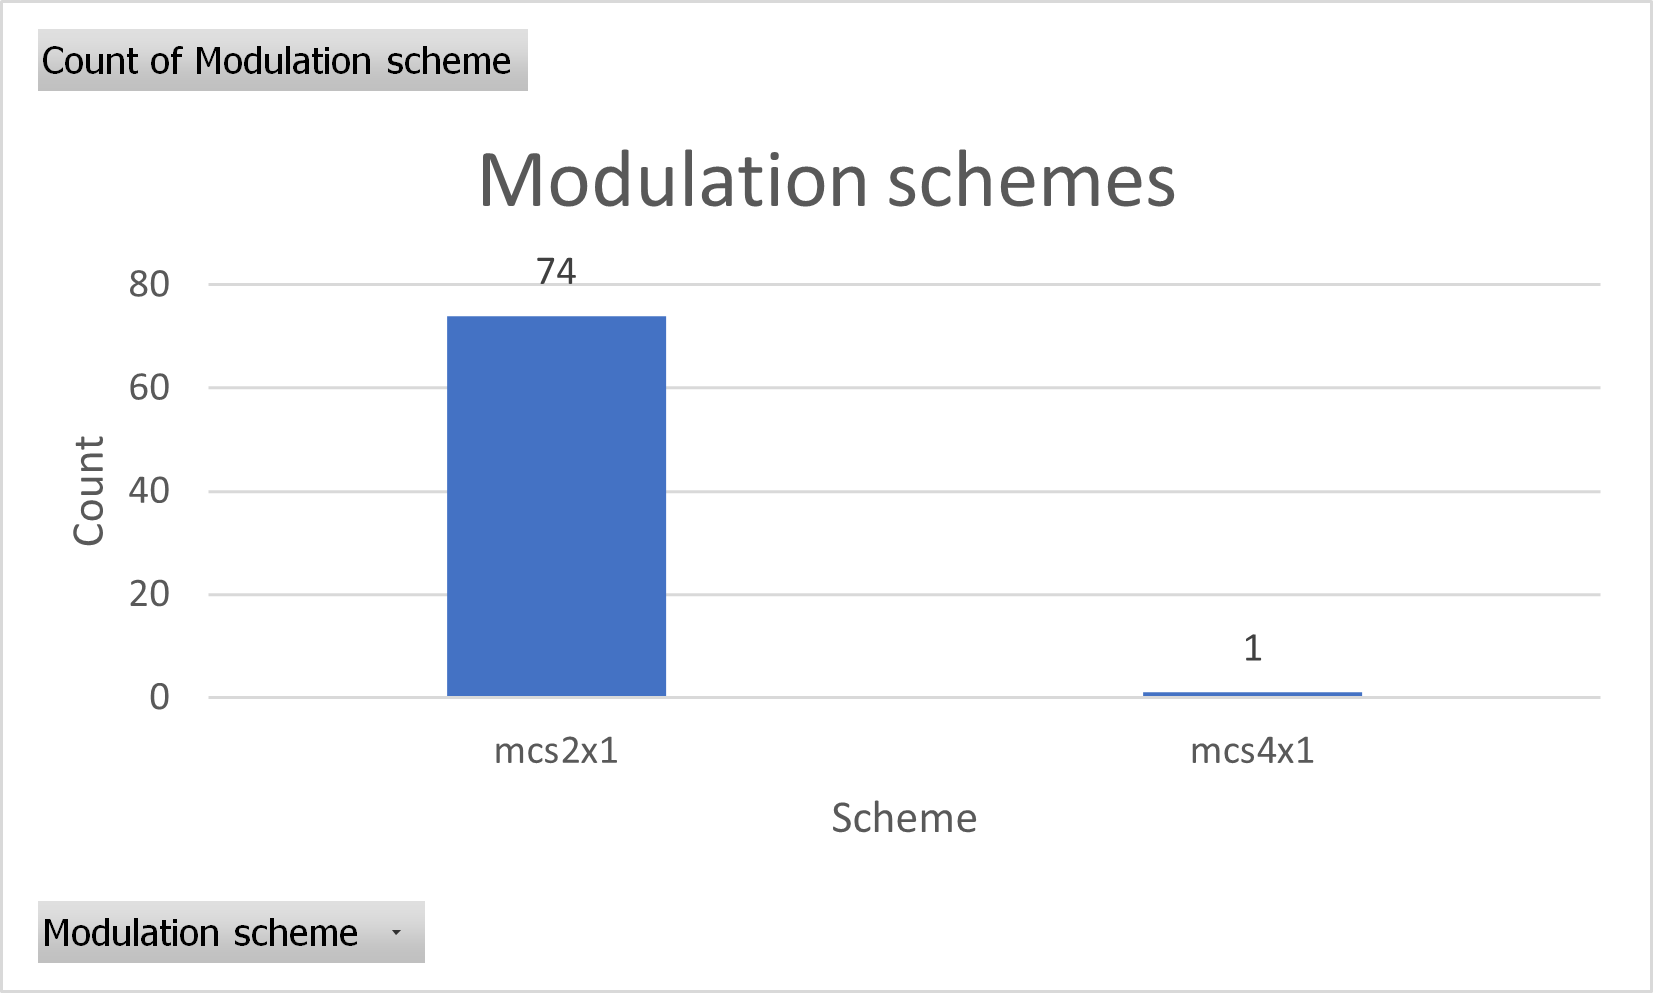 Count of Modulation scheme
Modulation schemes
74
80
60
40
20
0
Count
1
mcs2x1
mcs4x1
Scheme
Modulation scheme